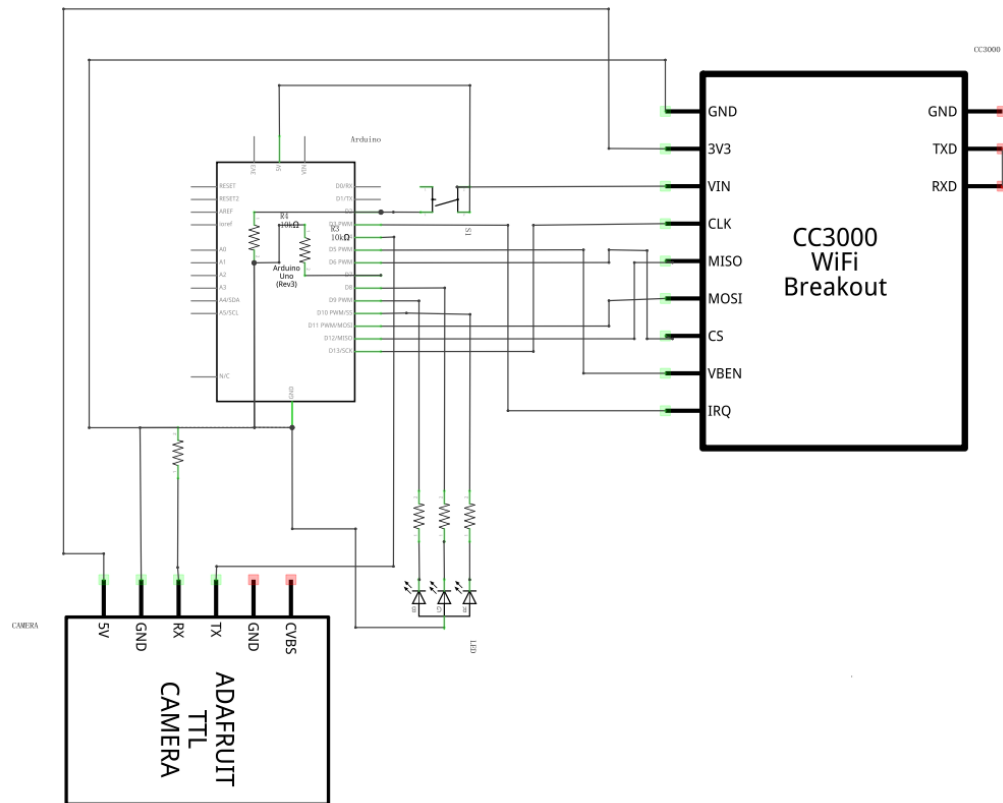 CC3000
Arduino
3V3
5V
VIN
RESET
RESET2
AREF
ioref
A0
A1
A2
A3
A4/SDA
A5/SCL
N/C
D0/RX
D1/TX
D2
D3 PWM
D5 PWM
D6 PWM
D7
D8
D9 PWM
D10 PWM/SS
D11 PWM/MOSI
D12/MISO
D13/SCK
GND
R4
10kΩ
R3
10kΩ
Arduino
Uno
(Rev3)
S1
GND
3V3
VIN
CLK
MISO
MOSI
CS
VBEN
IRQ
GND
TXD
RXD
CC3000
WiFi
Breakout
LED
CAMERA
5V
GND
RX
TX
GND
CVBS
ADAFRUIT
TTL
CAMERA